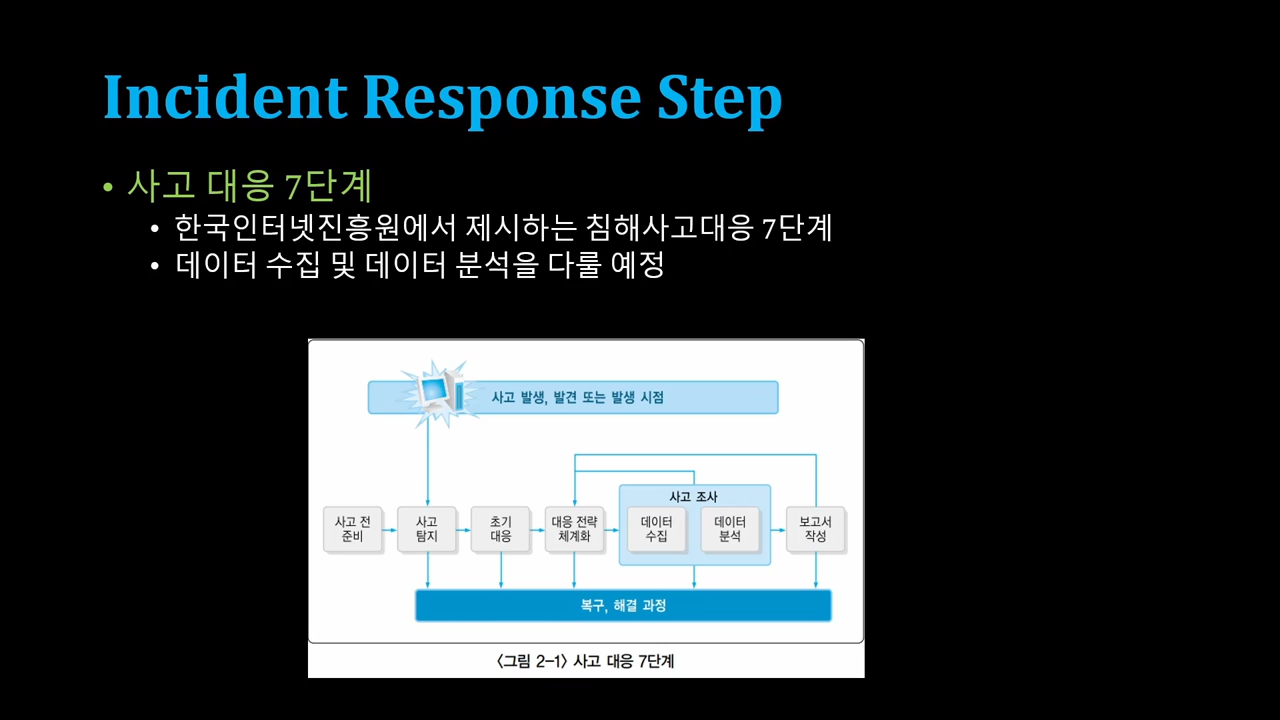 Incident Response Step
• 사고 대응 7단계
• 한국인터넷진흥원에서 제시하는 침해사고대응 7단계
• 데이터 수집 및 데이터 분석을 다룰 예정
사고 발생, 발견 또는 발생 시점
사고 조사
사고 전
준비
사고
탐지
초기
대응
대응 전략
체계화
데이터
수집
데이터
분석
보고서
작성
복구, 해결 과정
<그림 2-1> 사고 대응 7단계